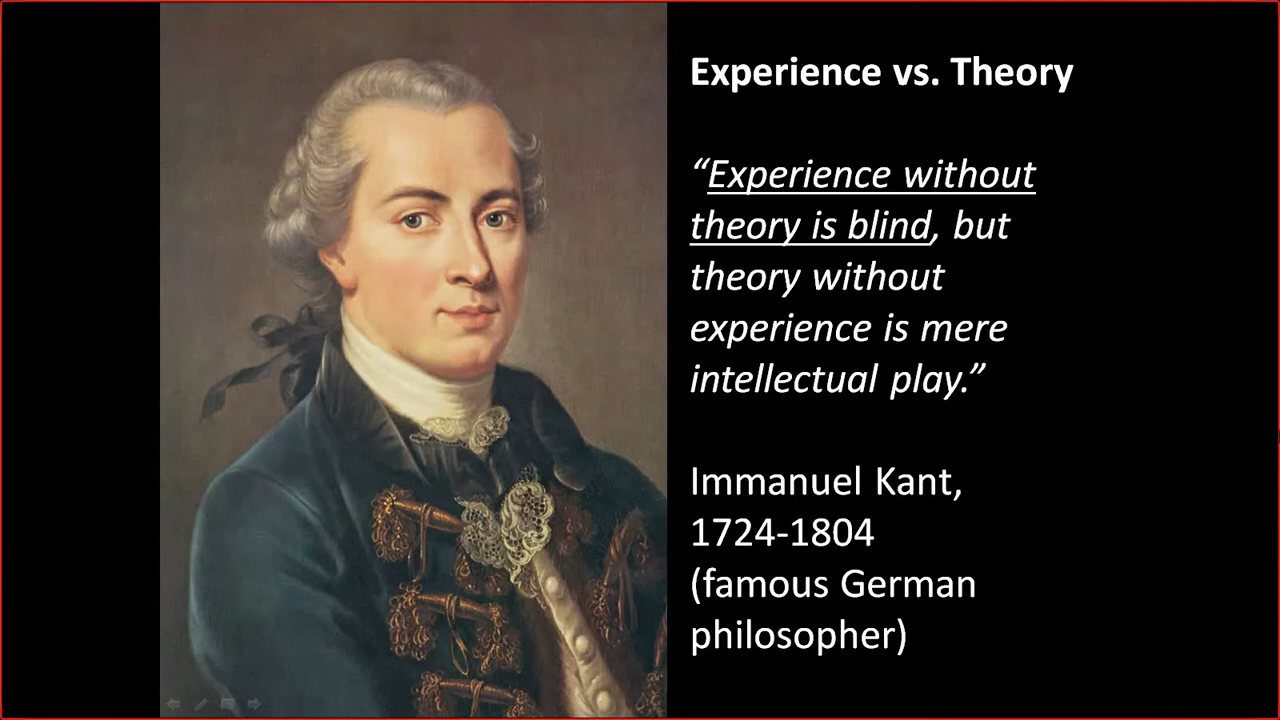 Experience vs. Theory
“Experience without
theory is blind, but
theory without
experience is mere
intellectual play.”
Immanuel Kant,
1724-1804
(famous German
philosopher)